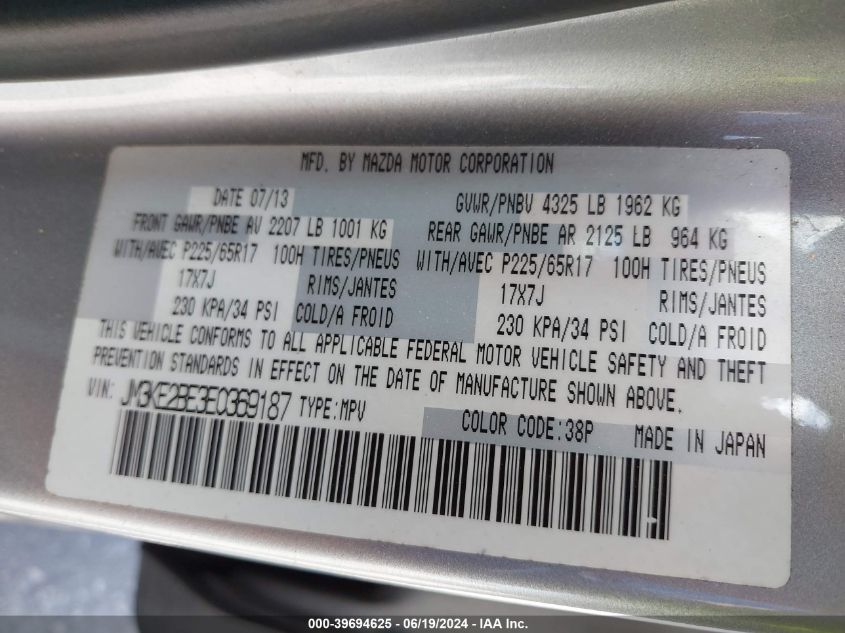 MFD. BY MAZDA MOTOR CORPORATION
DATE 07/13 GVWR/PNBV 4325 LB 1962 KG
FRONT GAWR/PNBE AV 2207 LB 1001 KG REAR GAWR/PNBE AR 2125 LB 964 KG
WITH/AVEC P225/65R17 100H TIRES/PNEUS WITH/AVEC P225/65R17 100H TIRES/PNEUS
17X7J RIMS/JANTES 17X7J RIMS/JANTES
230 KPA/34 PSI COLD/A FROID 230 KPA/34 PSI COLD/A FROID
THIS VEHICLE CONFORMS TO ALL APPLICABLE FEDERAL MOTOR VEHICLE SAFETY AND THEFT
PREVENTION STANDARDS IN EFFECT ON THE DATE OF MANUFACTURE SHOWN ABOVE.
VIN: JM3KE2BE3E0369187 TYPE:MPV
COLOR CODE:38P MADE IN JAPAN
000-39694625 - 06/19/2024 - IAA Inc.